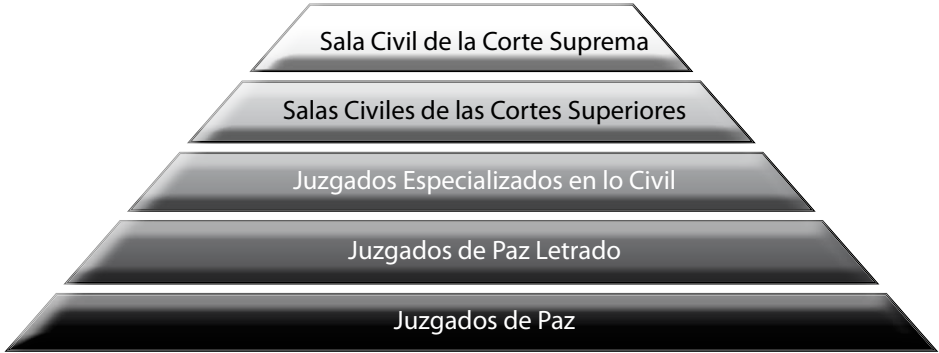 Sala Civil de la Corte Suprema
Salas Civiles de las Cortes Superiores
Juzgados Especializados en lo Civil
Juzgados de Paz Letrado
Juzgados de Paz